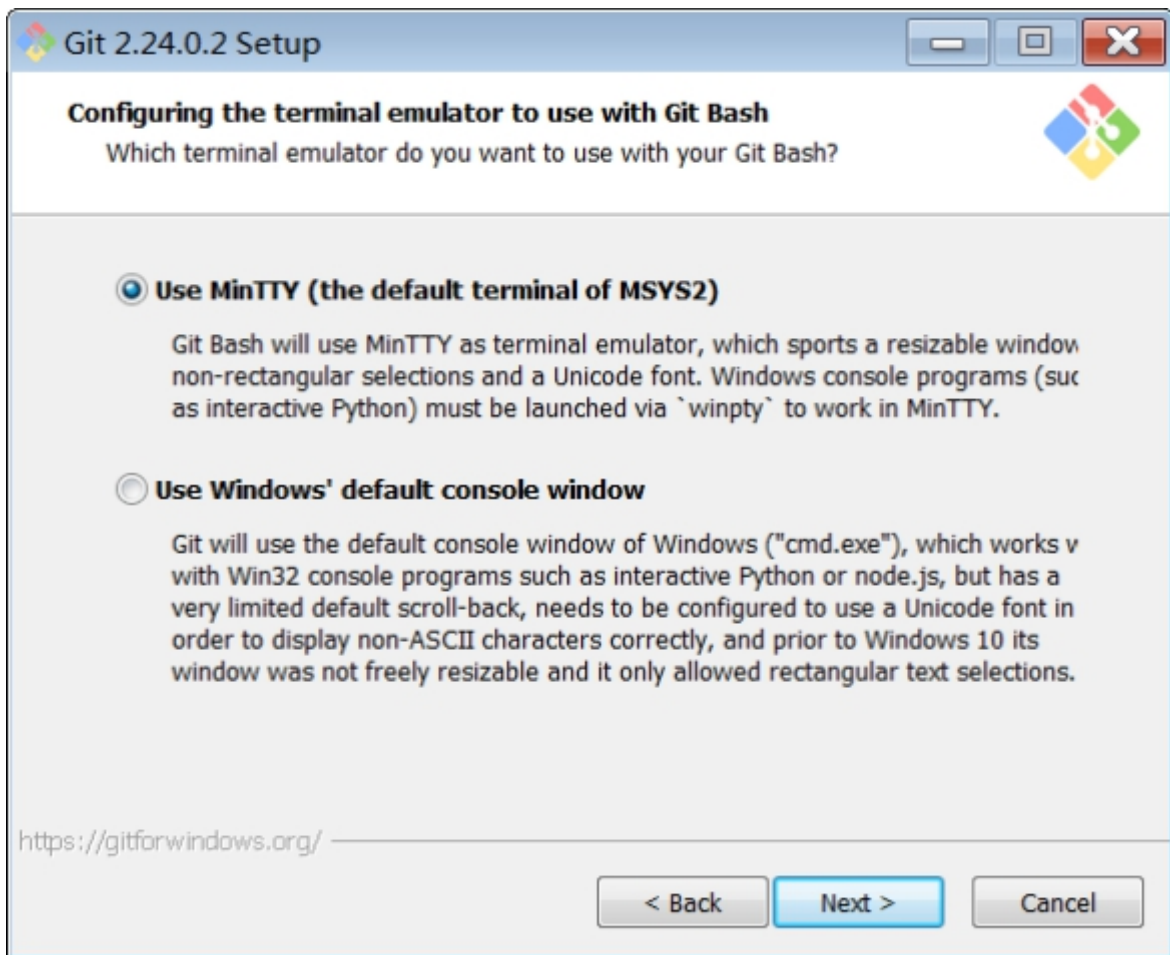 Git 2.24.0.2 Setup
Configuring the terminal emulator to use with Git Bash
Which terminal emulator do you want to use with your Git Bash?
Use MinTTY (the default terminal of MSYS2)
Git Bash will use MinTTY as terminal emulator, which sports a resizable window
non-rectangular selections and a Unicode font. Windows console programs (suc
as interactive Python) must be launched via `winpty` to work in MinTTY.
Use Windows' default console window
Git will use the default console window of Windows ("cmd.exe"), which works
with Win32 console programs such as interactive Python or node.js, but has a
very limited default scroll-back, needs to be configured to use a Unicode font in
order to display non-ASCII characters correctly, and prior to Windows 10 its
window was not freely resizable and it only allowed rectangular text selections.
https://gitforwindows.org/
< Back
Next >
Cancel